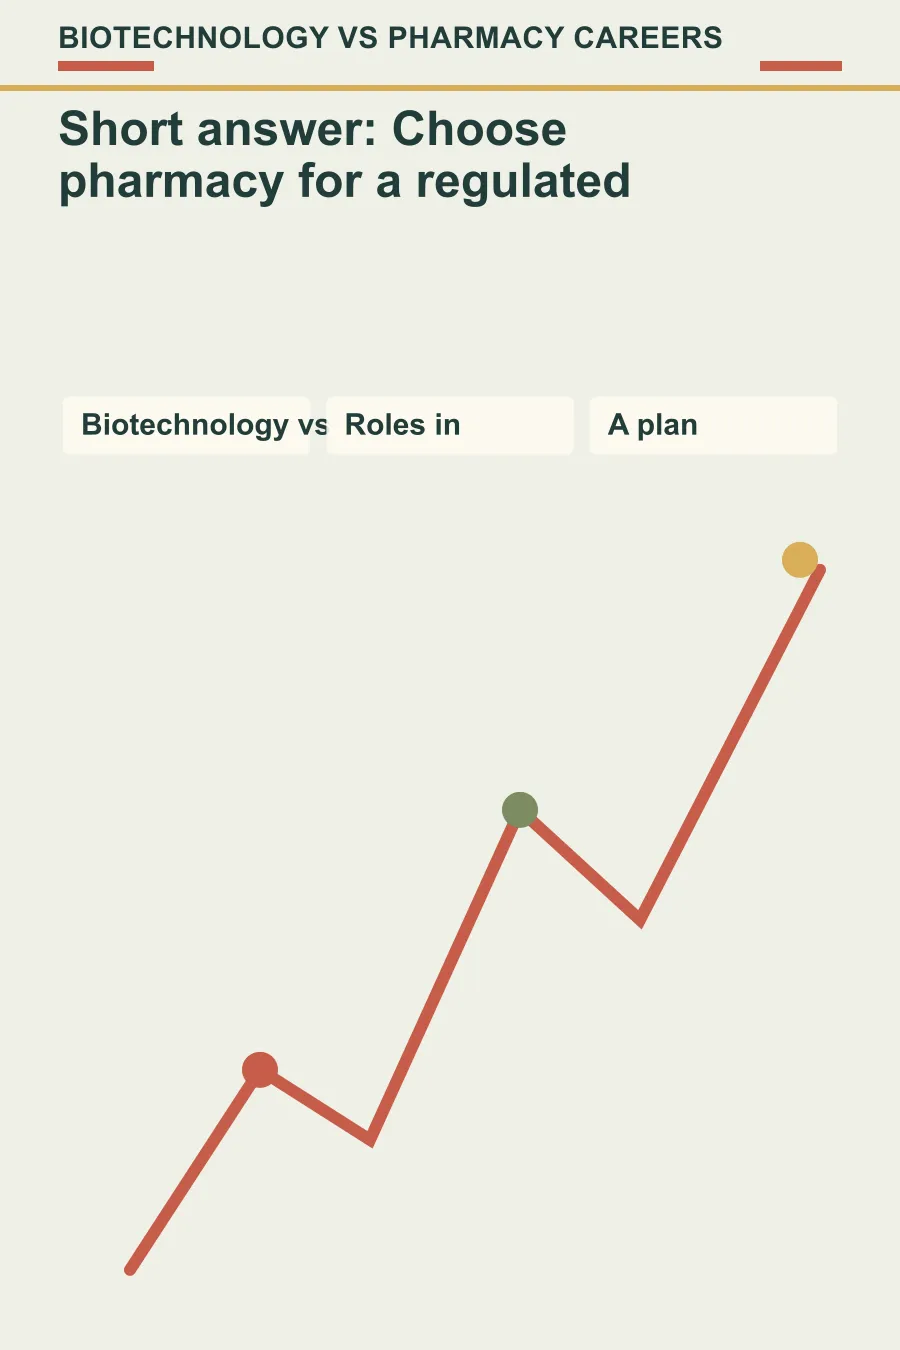 BIOTECHNOLOGY VS PHARMACY CAREERS
Short answer: Choose
pharmacy for a regulated
Biotechnology vs
Roles in
A plan